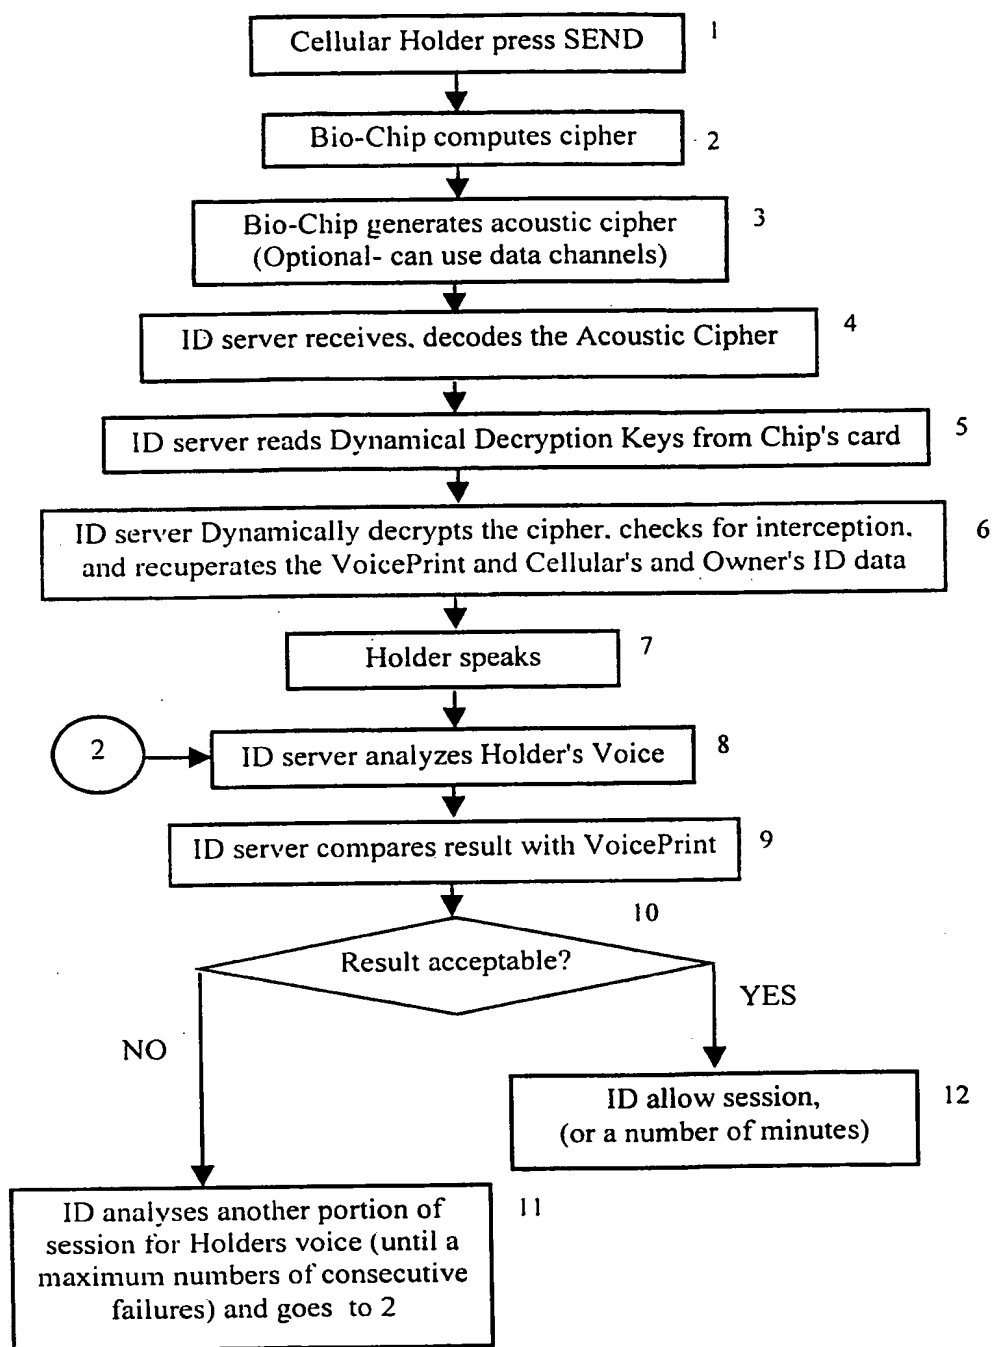 Cellular Holder press SEND
1
Bio-Chip computes cipher
2
Bio-Chip generates acoustic cipher
(Optional- can use data channels)
3
ID server receives, decodes the Acoustic Cipher
4
ID server reads Dynamical Decryption Keys from Chip's card
5
ID server Dynamically decrypts the cipher, checks for interception,
and recuperates the VoicePrint and Cellular's and Owner's ID data
6
Holder speaks
7
2
ID server analyzes Holder's Voice
8
ID server compares result with VoicePrint
9
10
Result acceptable?
YES
NO
ID allow session,
(or a number of minutes)
12
ID analyses another portion of
session for Holders voice (until a
maximum numbers of consecutive
failures) and goes to 2
11